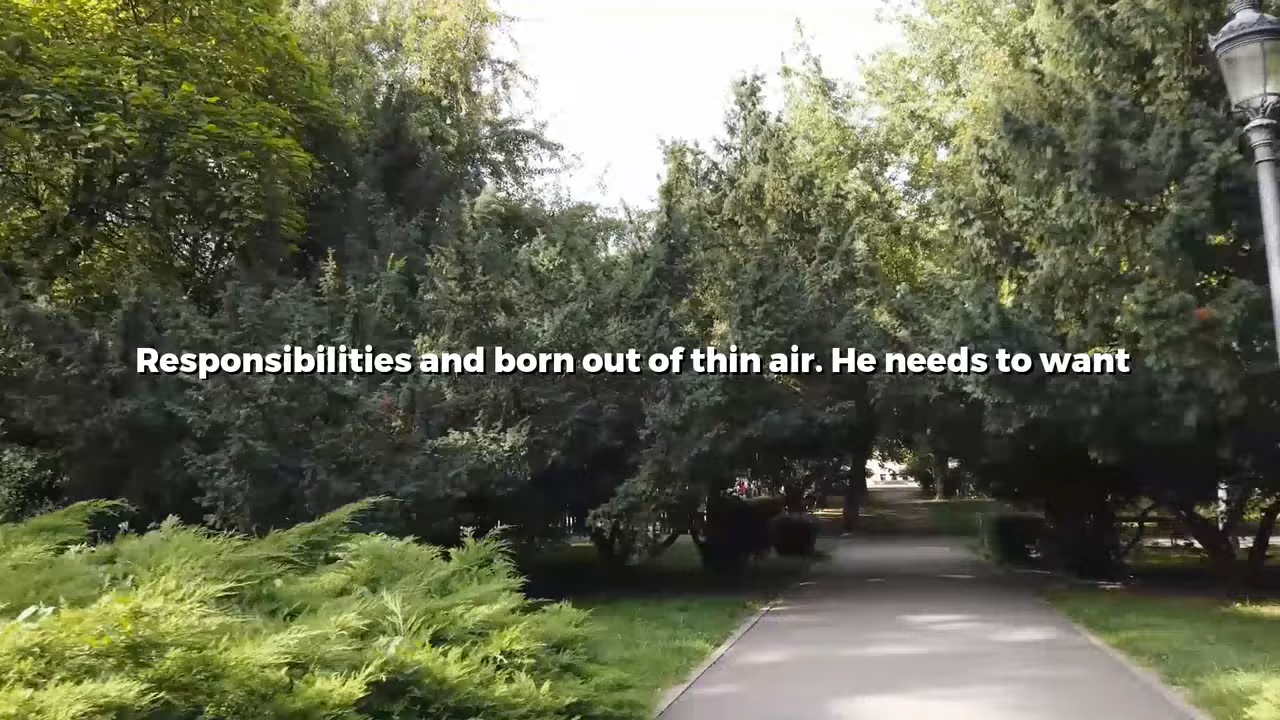 Responsibilities and born out of thin air. He needs to want